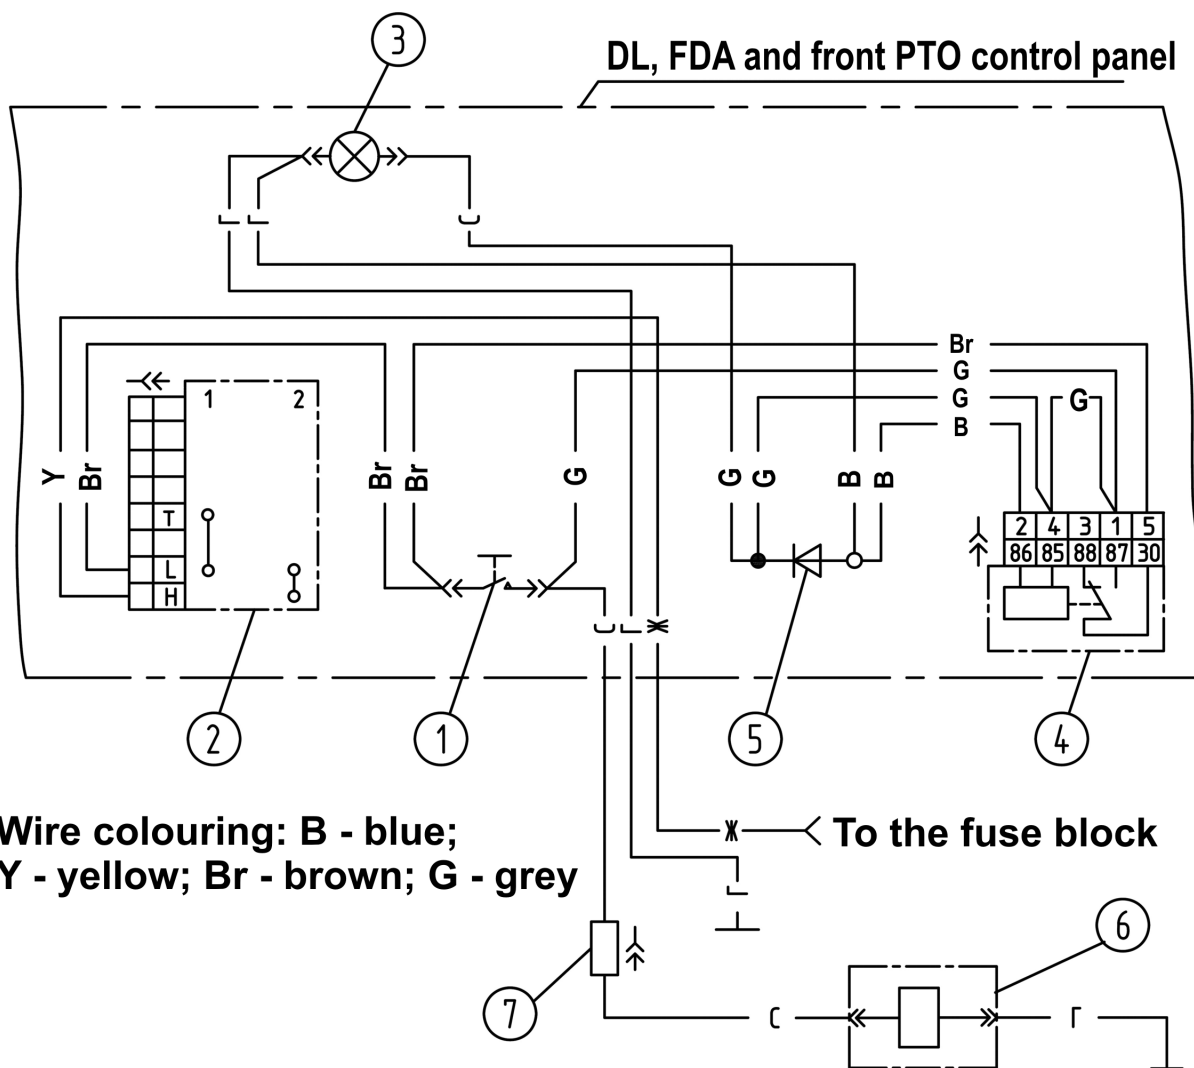 3
DL, FDA and front PTO control panel
Г Г С
Br
G
G
G
B
1 2
Y Br Br Br G G G B B
T
L
H
2 4 3 1 5
86 85 88 87 30
С Г Ж
2 1 5 4
Wire colouring: B - blue;
Y - yellow; Br - brown; G - grey
Ж
To the fuse block
Г
6
7
С Г